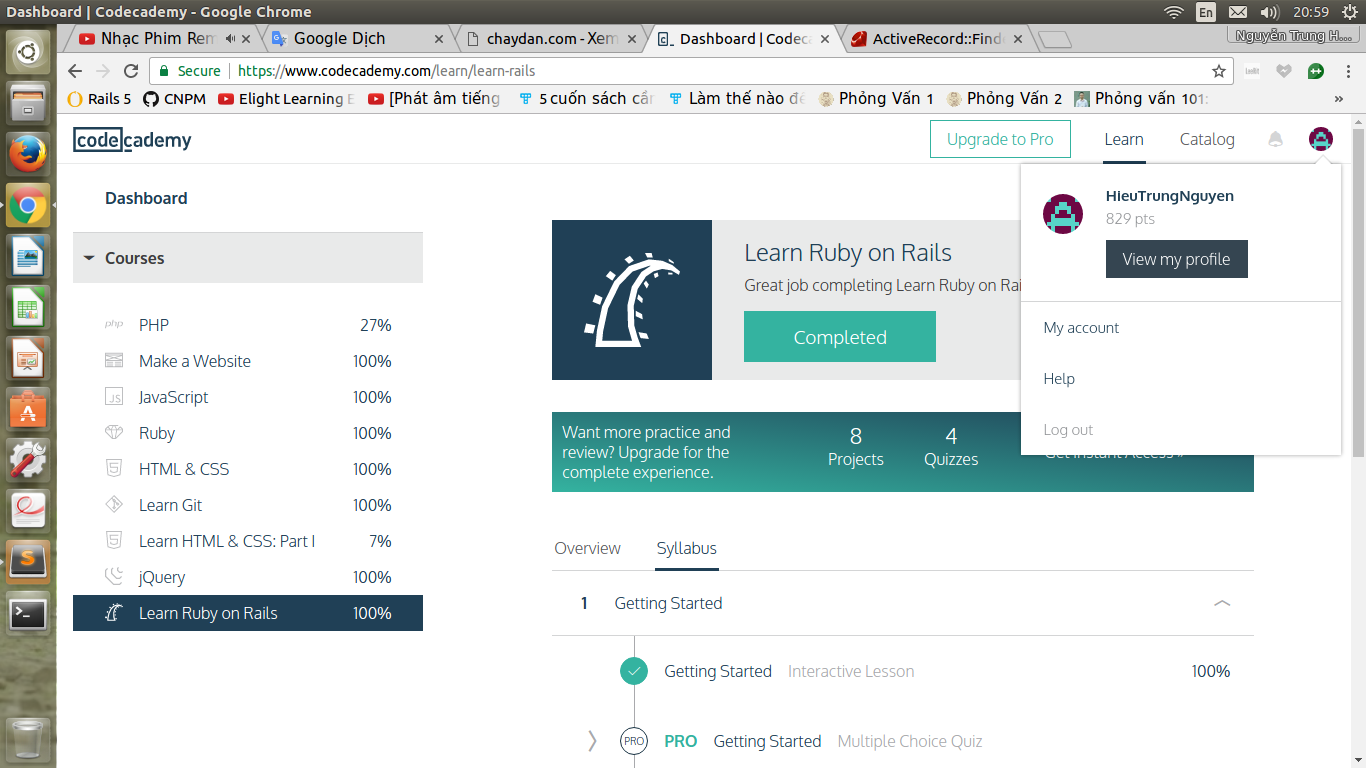 Dashboard | Codecademy - Google Chrome
En
20:59
Nhạc Phim Rem
Google Dịch
chaydan.com - Xem
Dashboard | Codeca
ActiveRecord::Finde
Nguyễn Trung H...
Secure
https://www.codecademy.com/learn/learn-rails
Rails 5
CNPM
Elight Learning E
[Phát âm tiếng
5 cuốn sách cần
Làm thế nào để
Phỏng Vấn 1
Phỏng Vấn 2
Phỏng vấn 101:
»
codecademy
Upgrade to Pro
Learn
Catalog
Dashboard
Courses
php PHP 27%
Make a Website 100%
JS JavaScript 100%
Ruby 100%
HTML & CSS 100%
Learn Git 100%
Learn HTML & CSS: Part I 7%
jQuery 100%
Learn Ruby on Rails 100%
Learn Ruby on Rails
Great job completing Learn Ruby on Rai
Completed
HieuTrungNguyen
829 pts
View my profile
My account
Help
Log out
Want more practice and
review? Upgrade for the
complete experience.
8
Projects
4
Quizzes
Get Instant Access »
Overview
Syllabus
1 Getting Started
Getting Started Interactive Lesson 100%
PRO PRO Getting Started Multiple Choice Quiz